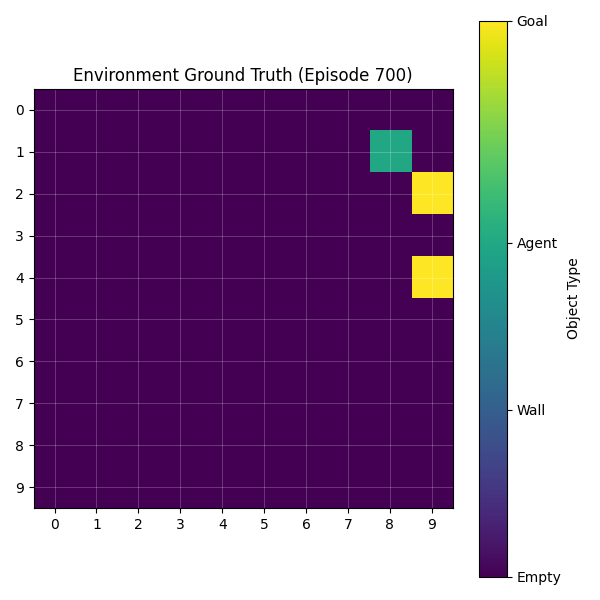 Environment Ground Truth (Episode 700)
0
1
2
3
4
5
6
7
8
9
0 1 2 3 4 5 6 7 8 9
Goal
Agent
Wall
Empty
Object Type